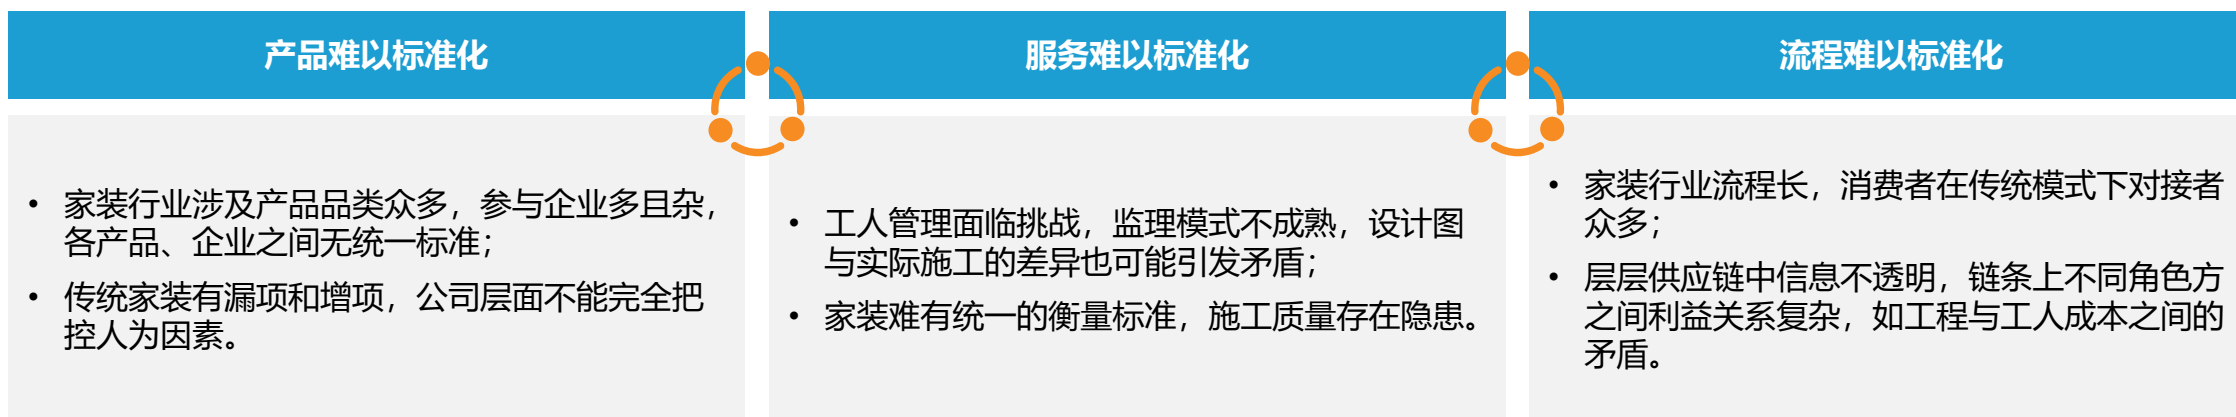 产品难以标准化
• 家装行业涉及产品品类众多，参与企业多且杂，
各产品、企业之间无统一标准；
• 传统家装有漏项和增项，公司层面不能完全把
控人为因素。
服务难以标准化
• 工人管理面临挑战，监理模式不成熟，设计图
与实际施工的差异也可能引发矛盾；
• 家装难有统一的衡量标准，施工质量存在隐患。
流程难以标准化
• 家装行业流程长，消费者在传统模式下对接者
众多；
• 层层供应链中信息不透明，链条上不同角色方
之间利益关系复杂，如工程与工人成本之间的
矛盾。